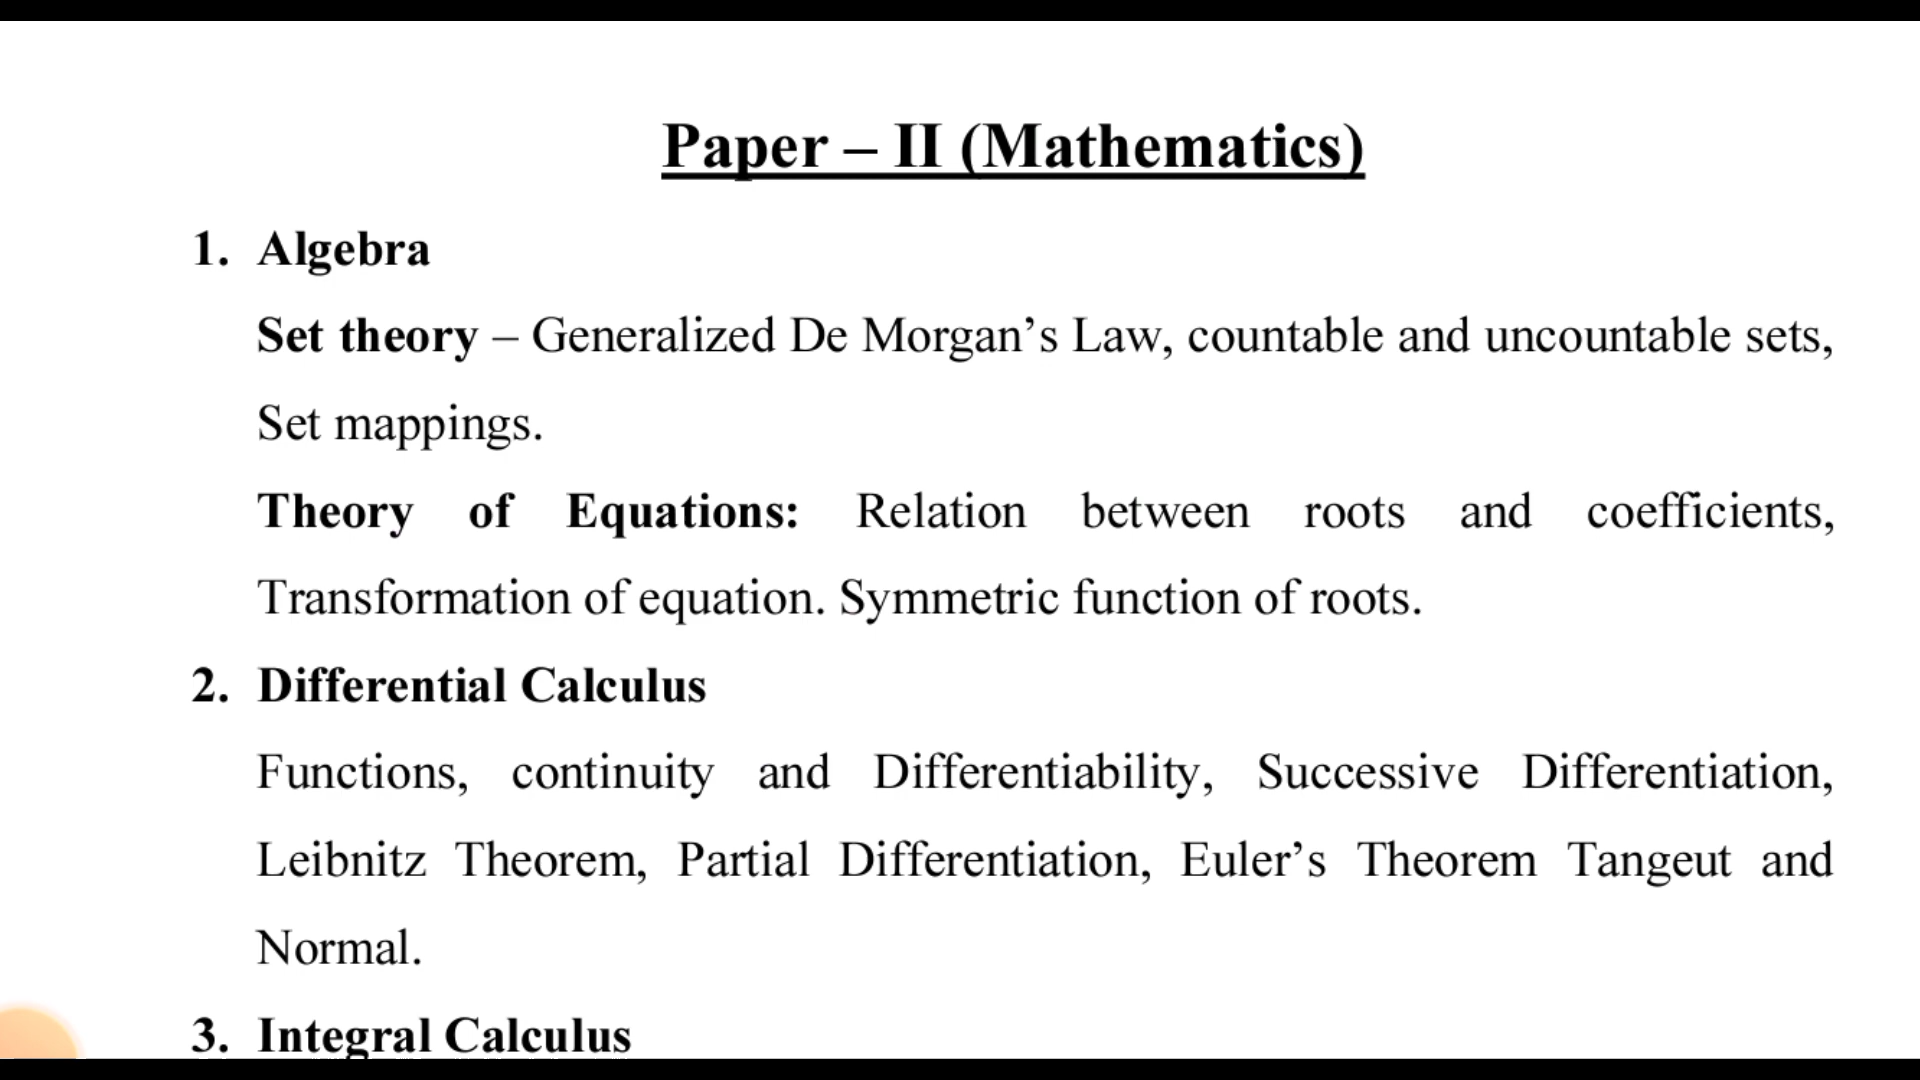 Paper – II (Mathematics)
1. Algebra
Set theory – Generalized De Morgan’s Law, countable and uncountable sets,
Set mappings.
Theory of Equations: Relation between roots and coefficients,
Transformation of equation. Symmetric function of roots.
2. Differential Calculus
Functions, continuity and Differentiability, Successive Differentiation,
Leibnitz Theorem, Partial Differentiation, Euler’s Theorem Tangeut and
Normal.
3. Integral Calculus